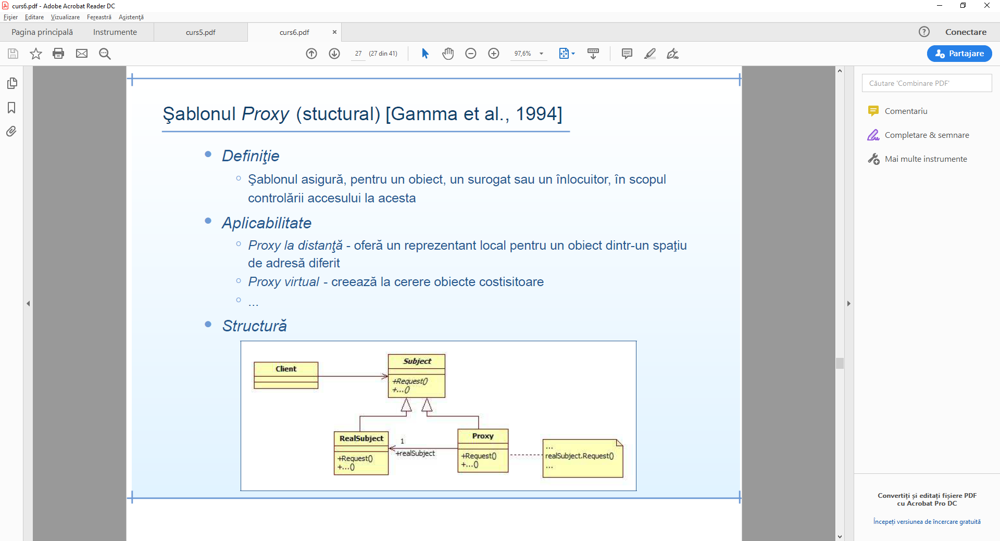 curs6.pdf - Adobe Acrobat Reader DC
Fişier Editare Vizualizare Fereastră Asistenţă
Pagina principală Instrumente curs5.pdf curs6.pdf × ? Conectare
27 (27 din 41) 97,6% Partajare
Căutare 'Combinare PDF'
Comentariu
Completare & semnare
Mai multe instrumente
Şablonul Proxy (stuctural) [Gamma et al., 1994]
Definiţie
Şablonul asigură, pentru un obiect, un surogat sau un înlocuitor, în scopul
controlării accesului la acesta
Aplicabilitate
Proxy la distanţă - oferă un reprezentant local pentru un obiect dintr-un spaţiu
de adresă diferit
Proxy virtual - creează la cerere obiecte costisitoare
...
Structură
Client
Subject
+Request()
+...()
RealSubject
+Request()
+...()
1
+realSubject
Proxy
+Request()
+...()
...
realSubject.Request()
...
Convertiți și editați fișiere PDF
cu Acrobat Pro DC
Începeți versiunea de încercare gratuită